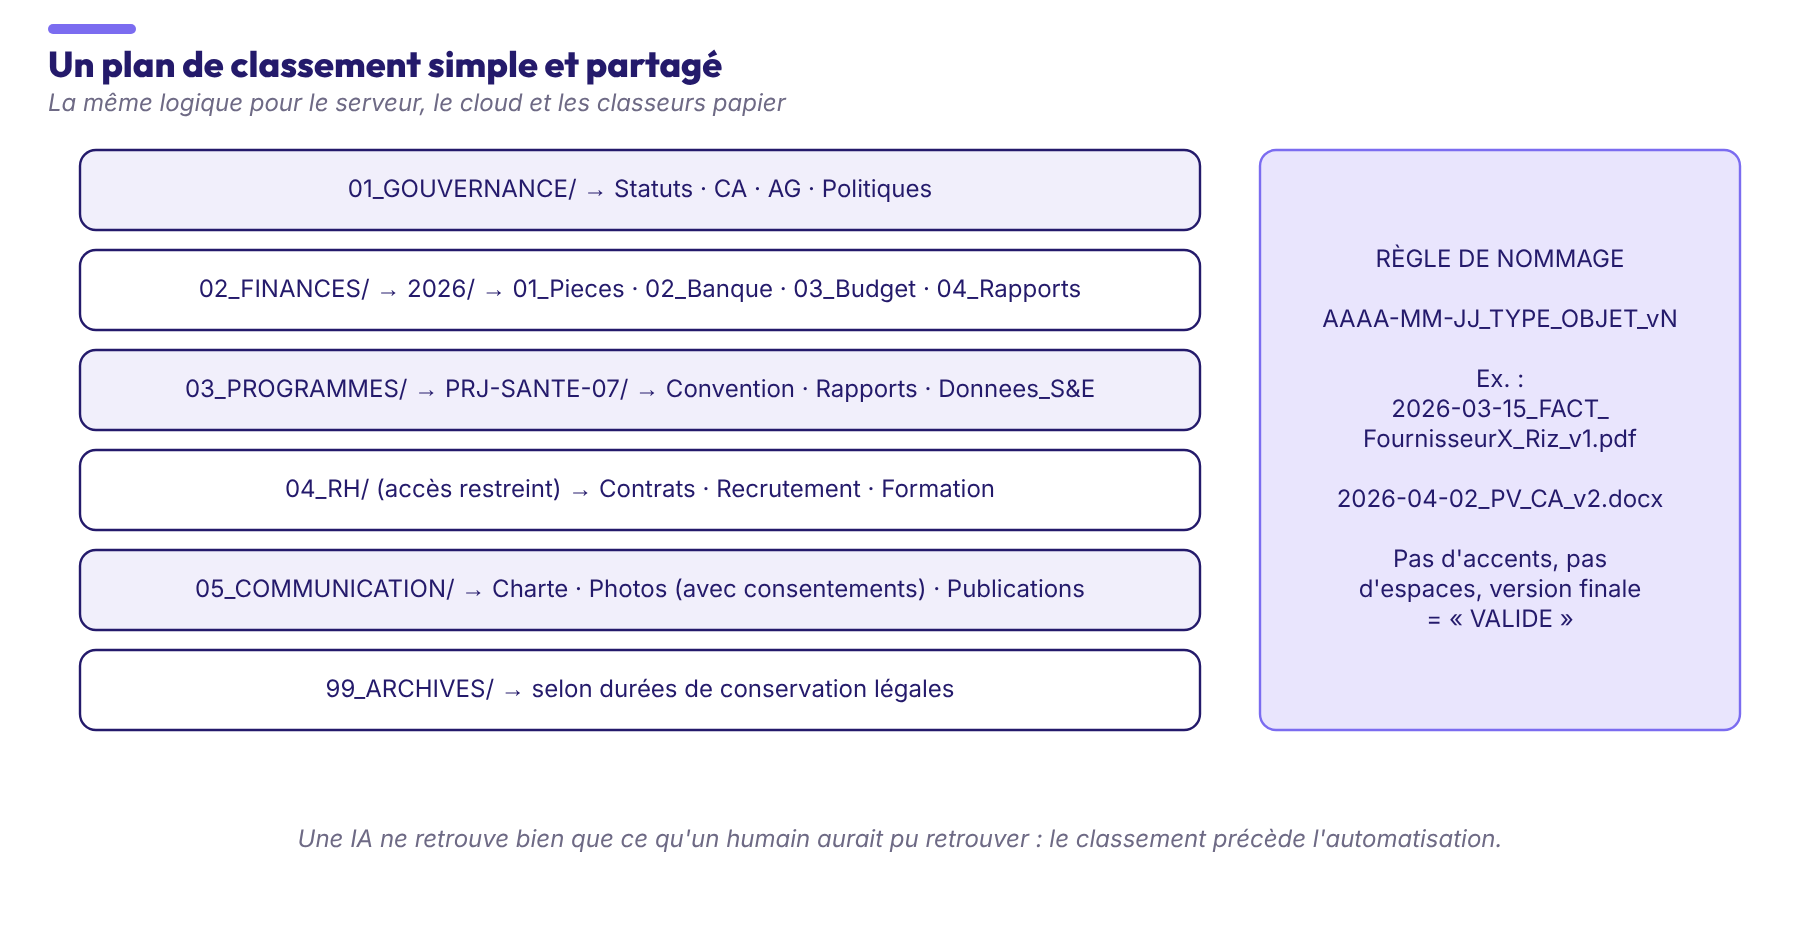 Un plan de classement simple et partagé
La même logique pour le serveur, le cloud et les classeurs papier
01_GOUVERNANCE/ → Statuts · CA · AG · Politiques
02_FINANCES/ → 2026/ → 01_Pieces · 02_Banque · 03_Budget · 04_Rapports
03_PROGRAMMES/ → PRJ-SANTE-07/ → Convention · Rapports · Donnees_S&E
04_RH/ (accès restreint) → Contrats · Recrutement · Formation
05_COMMUNICATION/ → Charte · Photos (avec consentements) · Publications
99_ARCHIVES/ → selon durées de conservation légales
RÈGLE DE NOMMAGE
AAAA-MM-JJ_TYPE_OBJET_vN
Ex. :
2026-03-15_FACT_
FournisseurX_Riz_v1.pdf
2026-04-02_PV_CA_v2.docx
Pas d'accents, pas
d'espaces, version finale
= « VALIDE »
Une IA ne retrouve bien que ce qu'un humain aurait pu retrouver : le classement précède l'automatisation.